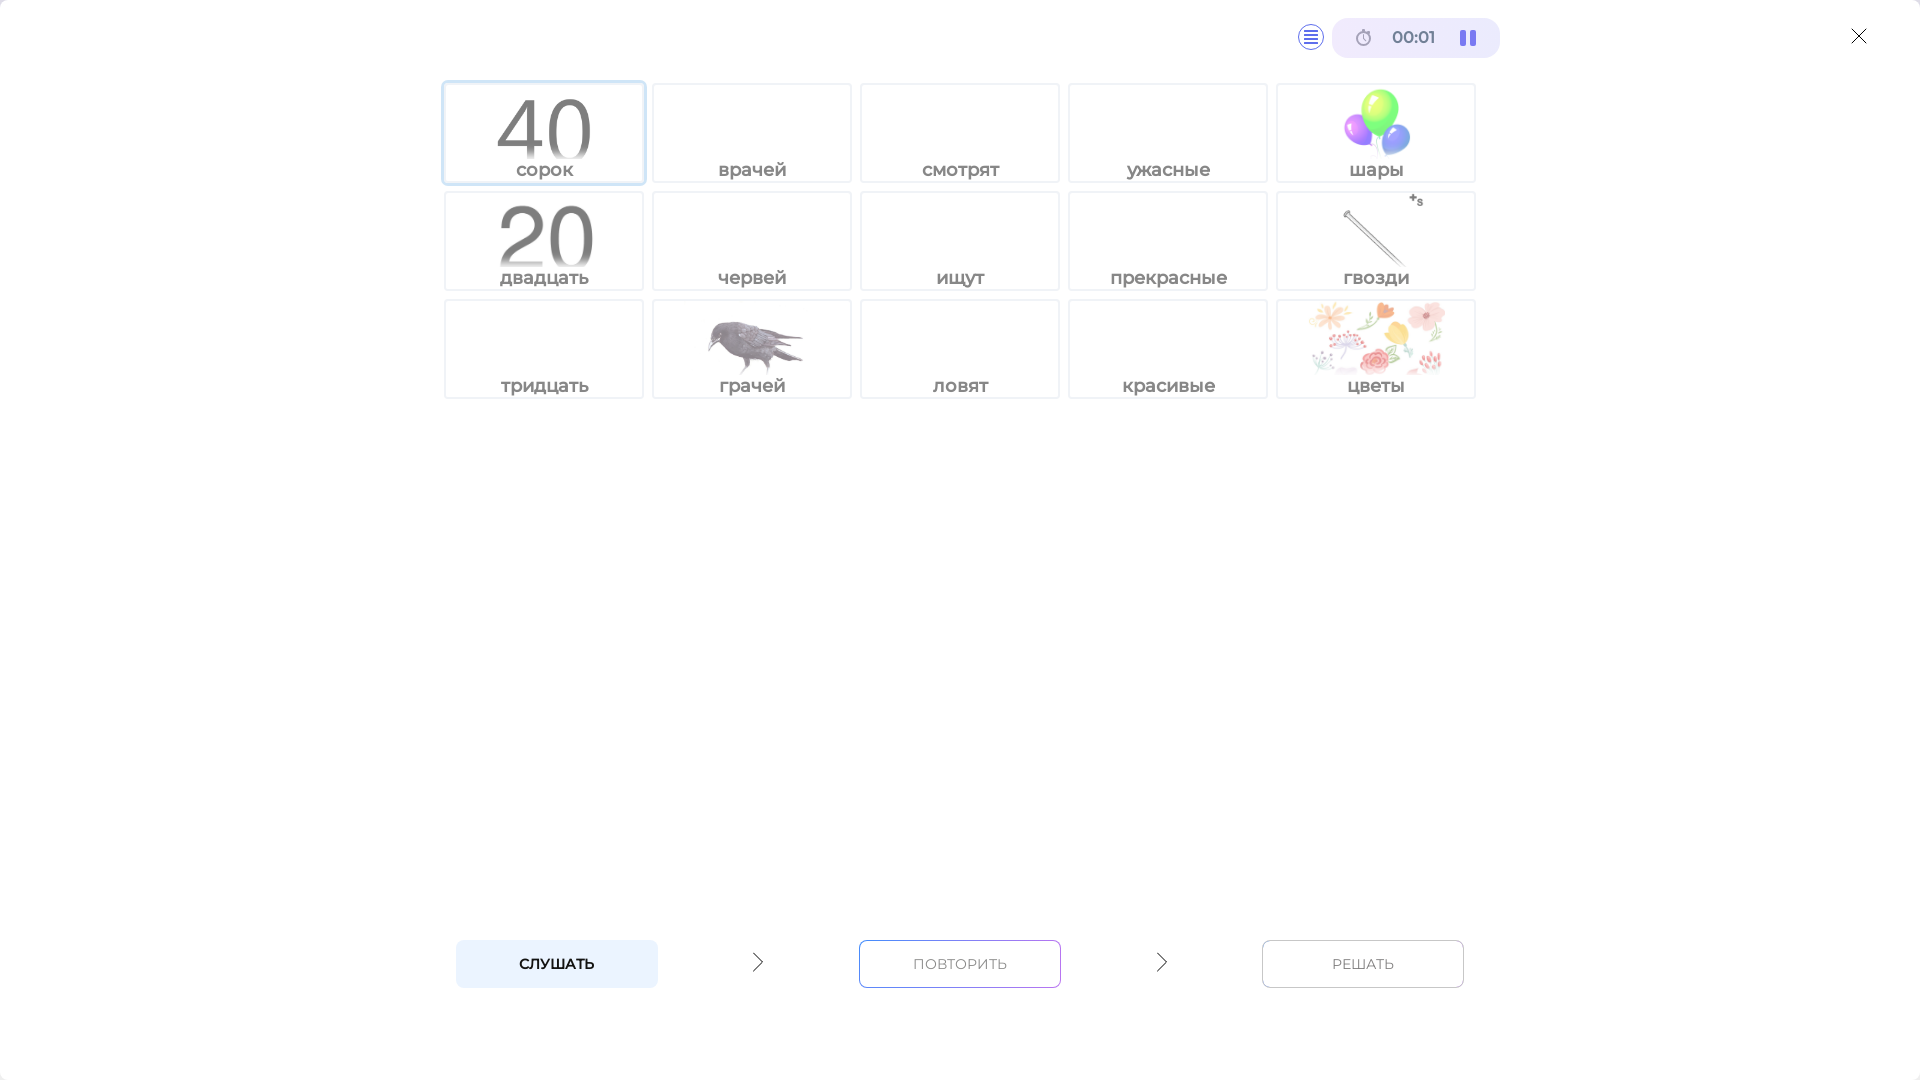 00:01
40
сорок
врачей
смотрят
ужасные
шары
20
двадцать
червей
ищут
прекрасные
+s
гвозди
тридцать
грачей
ловят
красивые
цветы
СЛУШАТЬ
ПОВТОРИТЬ
РЕШАТЬ